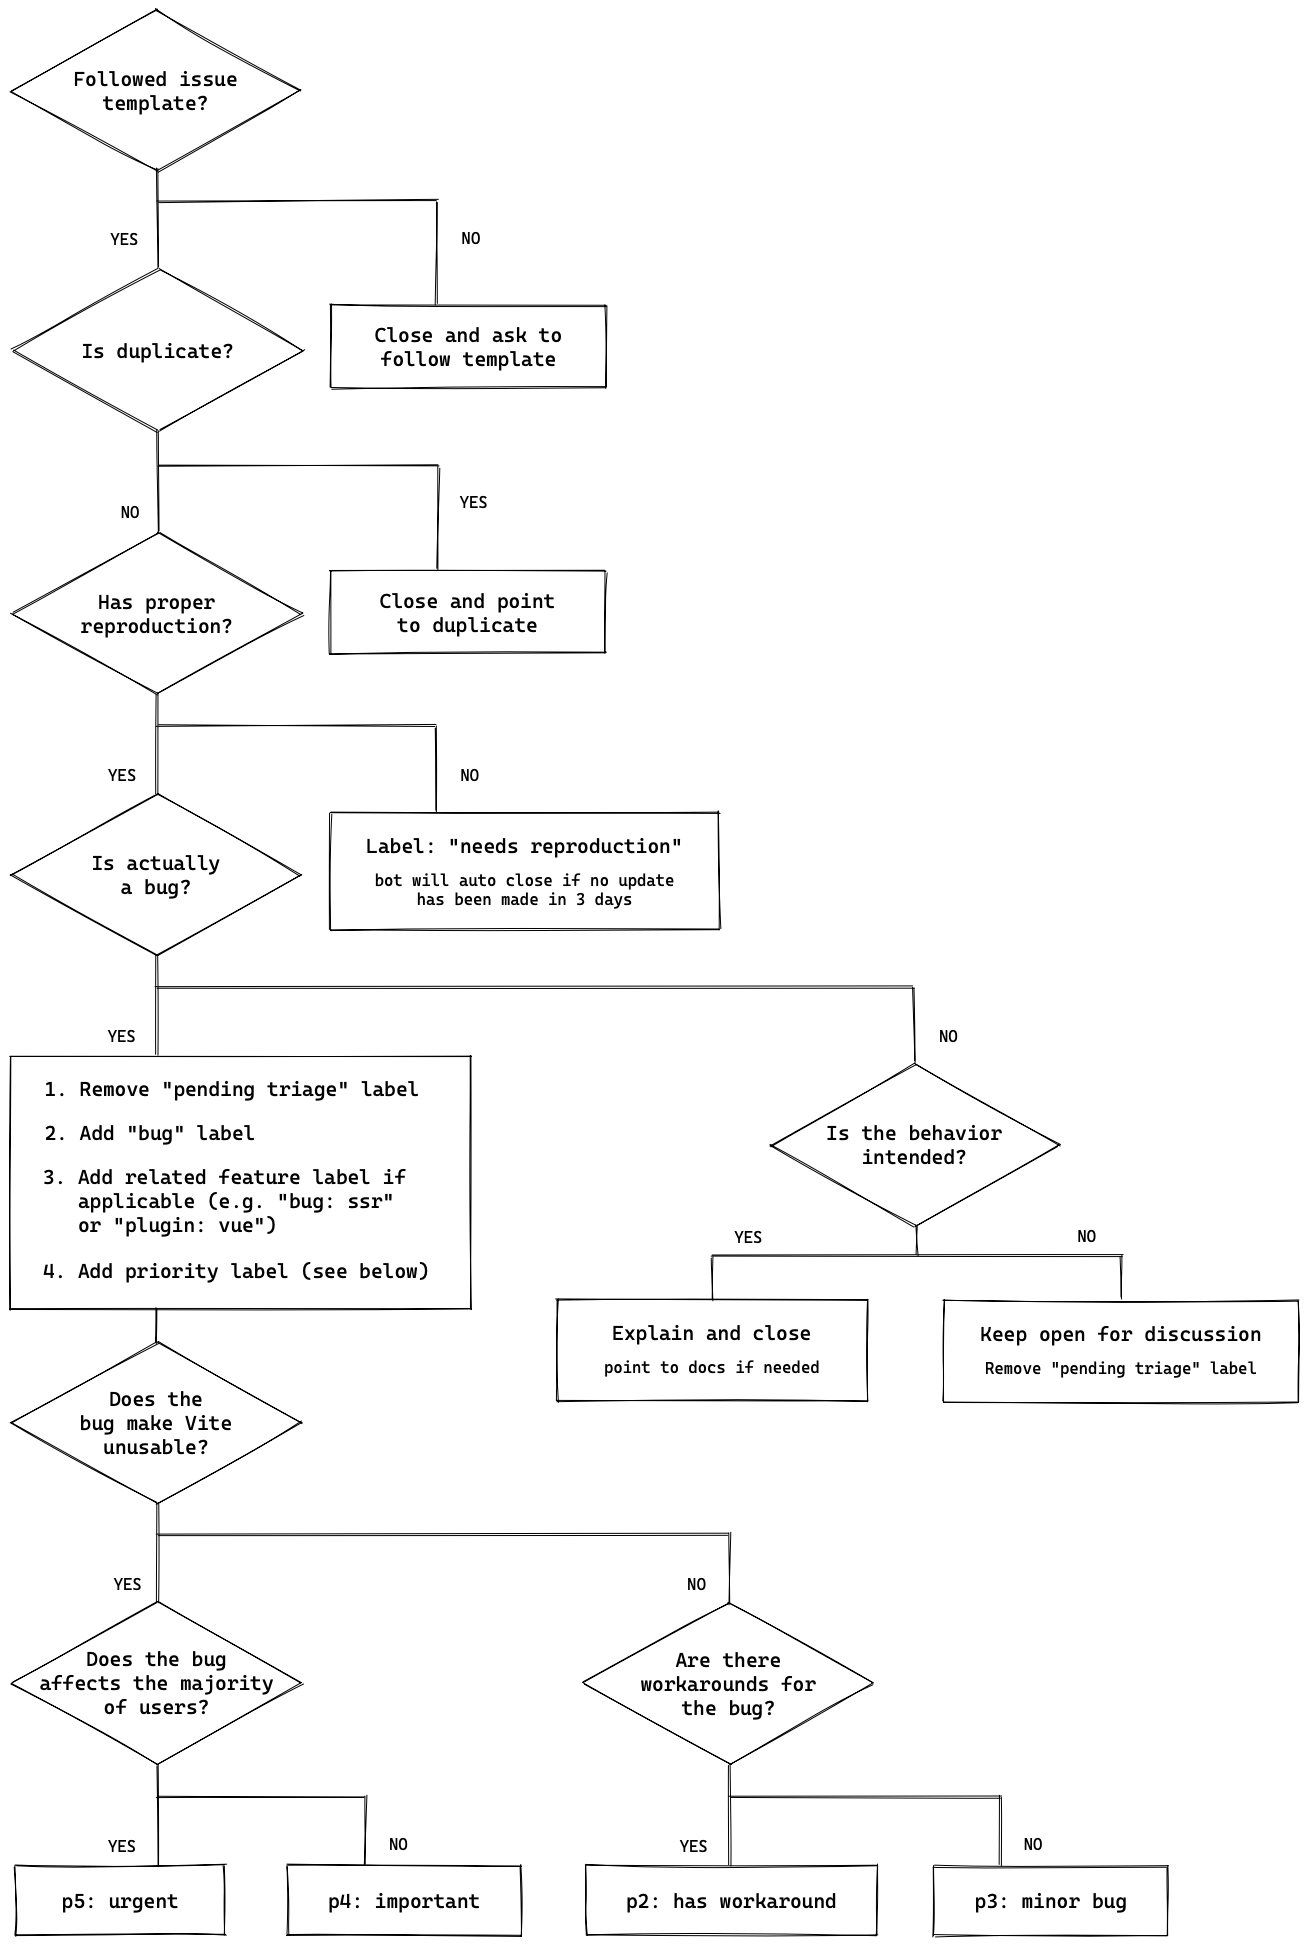 Followed issue
template?
YES
NO
Is duplicate?
Close and ask to
follow template
NO
YES
Has proper
reproduction?
Close and point
to duplicate
YES
NO
Is actually
a bug?
Label: "needs reproduction"
bot will auto close if no update
has been made in 3 days
YES
NO
1. Remove "pending triage" label
2. Add "bug" label
3. Add related feature label if
applicable (e.g. "bug: ssr"
or "plugin: vue")
4. Add priority label (see below)
Is the behavior
intended?
YES
NO
Explain and close
point to docs if needed
Keep open for discussion
Remove "pending triage" label
Does the
bug make Vite
unusable?
YES
NO
Does the bug
affects the majority
of users?
Are there
workarounds for
the bug?
YES
NO
YES
NO
p5: urgent
p4: important
p2: has workaround
p3: minor bug